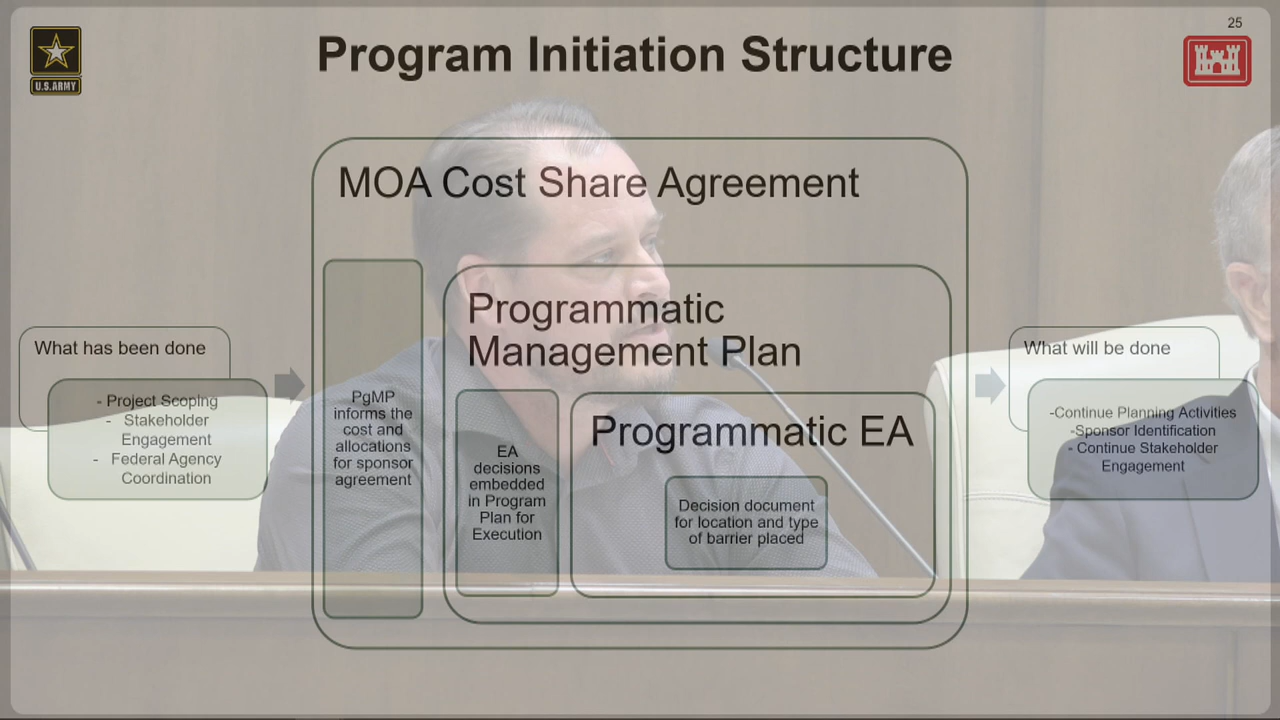 25
U.S.ARMY
Program Initiation Structure
MOA Cost Share Agreement
What has been done
- Project Scoping
- Stakeholder
Engagement
- Federal Agency
Coordination
PgMP
informs the
cost and
allocations
for sponsor
agreement
Programmatic
Management Plan
EA
decisions
embedded
in Program
Plan for
Execution
Programmatic EA
Decision document
for location and type
of barrier placed
What will be done
-Continue Planning Activities
-Sponsor Identification
- Continue Stakeholder
Engagement